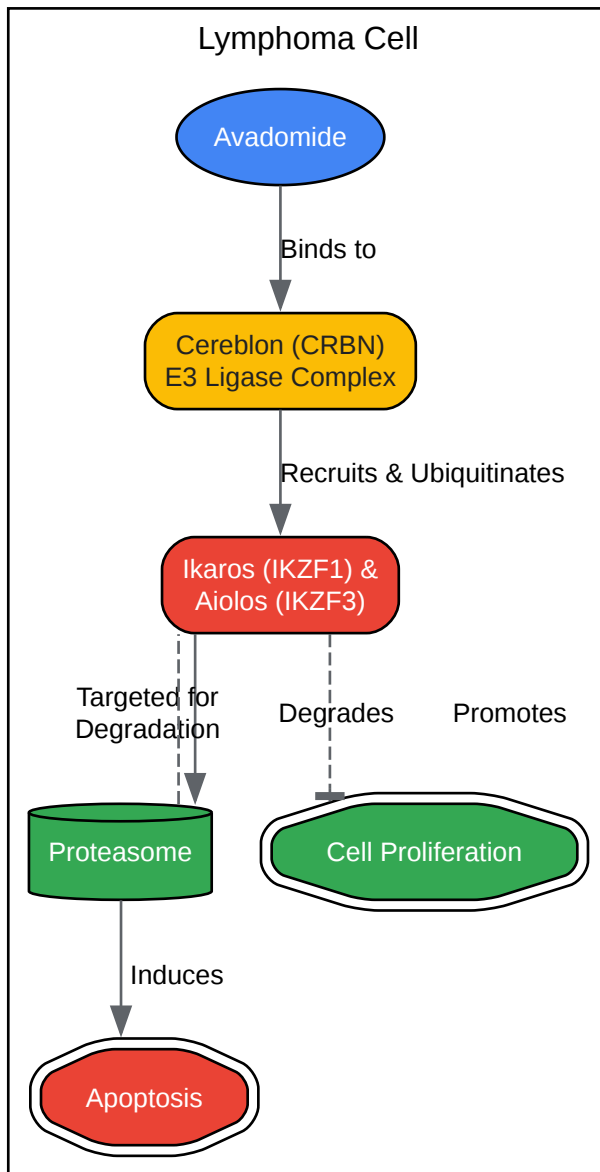 Lymphoma Cell
Avadomide
Binds to
Cereblon (CRBN)
E3 Ligase Complex
Recruits & Ubiquitinates
Ikaros (IKZF1) &
Aiolos (IKZF3)
Targeted for
Degradation
Degrades
Promotes
Proteasome
Cell Proliferation
Induces
Apoptosis